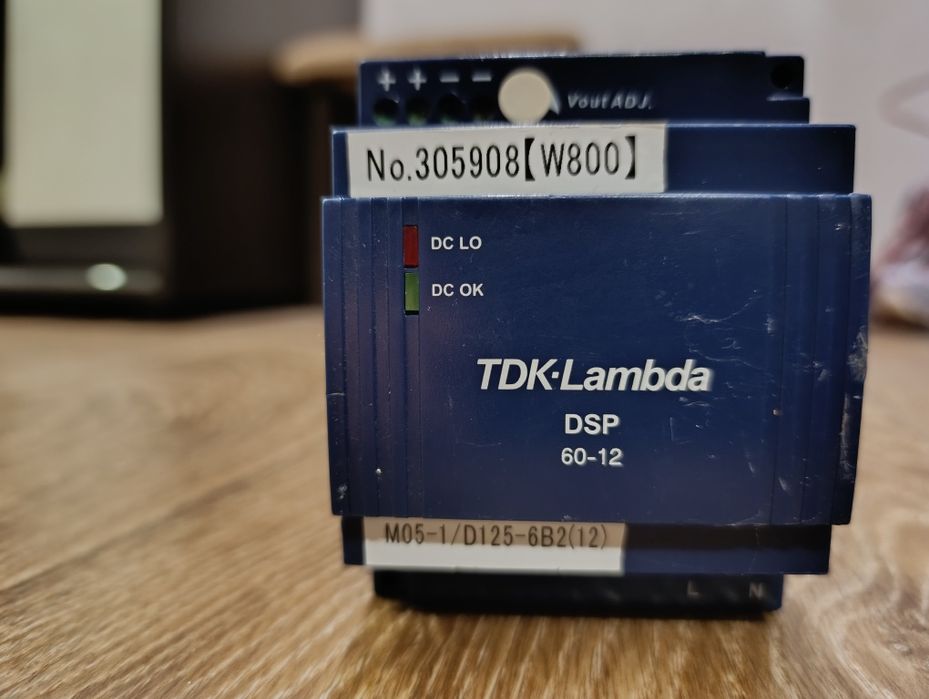 + + − −
Vout ADJ.
No.305908【W800】
DC LO
DC OK
TDK·Lambda
DSP
60-12
M05-1/D125-6B2(12)
L N